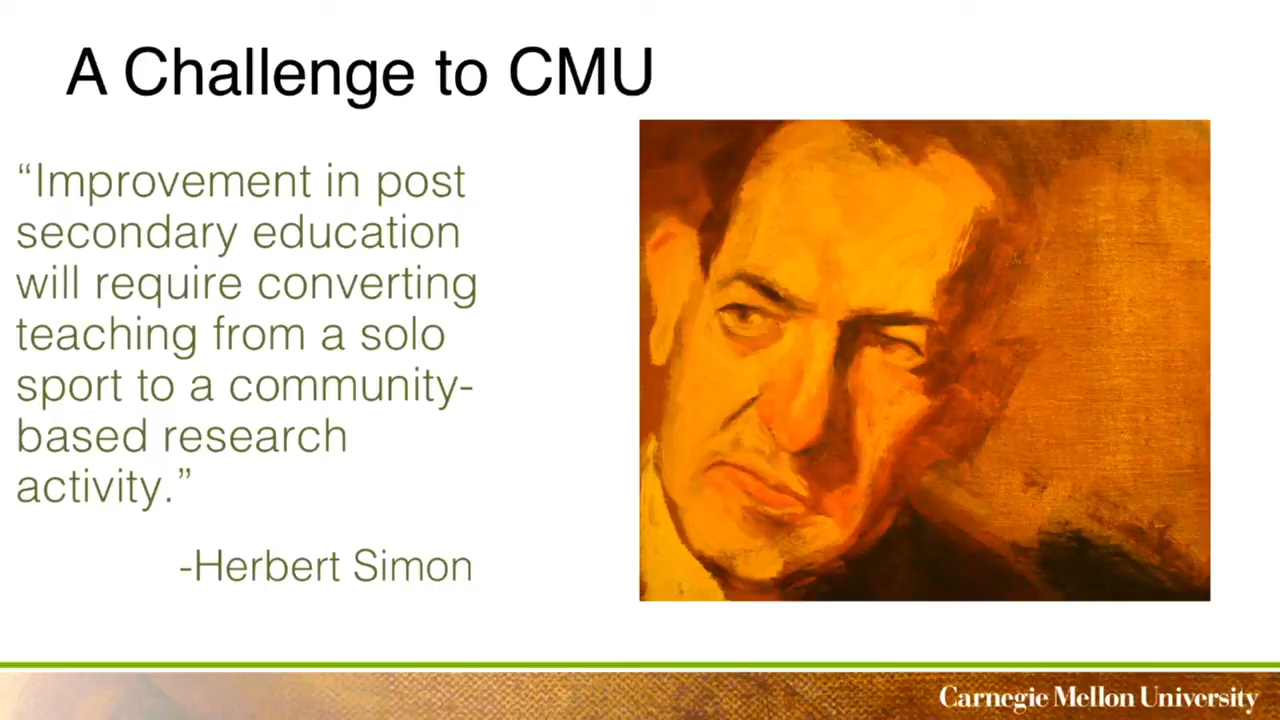 A Challenge to CMU
“Improvement in post
secondary education
will require converting
teaching from a solo
sport to a community-
based research
activity.”
-Herbert Simon
Carnegie Mellon University